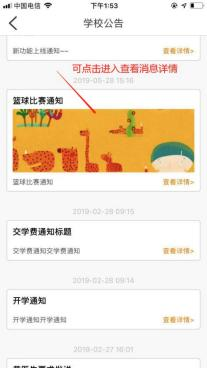 中国电信
下午1:53
学校公告
新功能上线通知~~ 查看详情>
可点击进入查看消息详情
2019-05-28 15:16
篮球比赛通知
篮球比赛通知 查看详情>
2019-02-28 09:15
交学费通知标题
交学费通知交学费通知 查看详情>
2019-02-28 09:14
开学通知
开学通知开学通知 查看详情>
2019-02-27 16:01